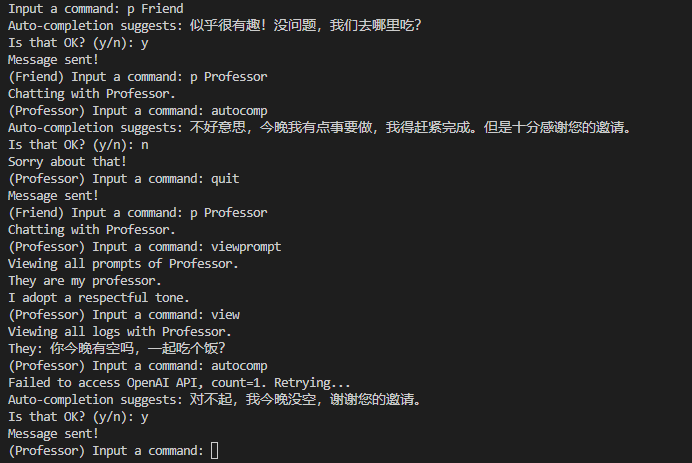 Input a command: p Friend
Auto-completion suggests: 似乎很有趣！没问题，我们去哪里吃？
Is that OK? (y/n): y
Message sent!
(Friend) Input a command: p Professor
Chatting with Professor.
(Professor) Input a command: autocomp
Auto-completion suggests: 不好意思，今晚我有点事要做，我得赶紧完成。但是十分感谢您的邀请。
Is that OK? (y/n): n
Sorry about that!
(Professor) Input a command: quit
Message sent!
(Friend) Input a command: p Professor
Chatting with Professor.
(Professor) Input a command: viewprompt
Viewing all prompts of Professor.
They are my professor.
I adopt a respectful tone.
(Professor) Input a command: view
Viewing all logs with Professor.
They: 你今晚有空吗，一起吃个饭？
(Professor) Input a command: autocomp
Failed to access OpenAI API, count=1. Retrying...
Auto-completion suggests: 对不起，我今晚没空，谢谢您的邀请。
Is that OK? (y/n): y
Message sent!
(Professor) Input a command: